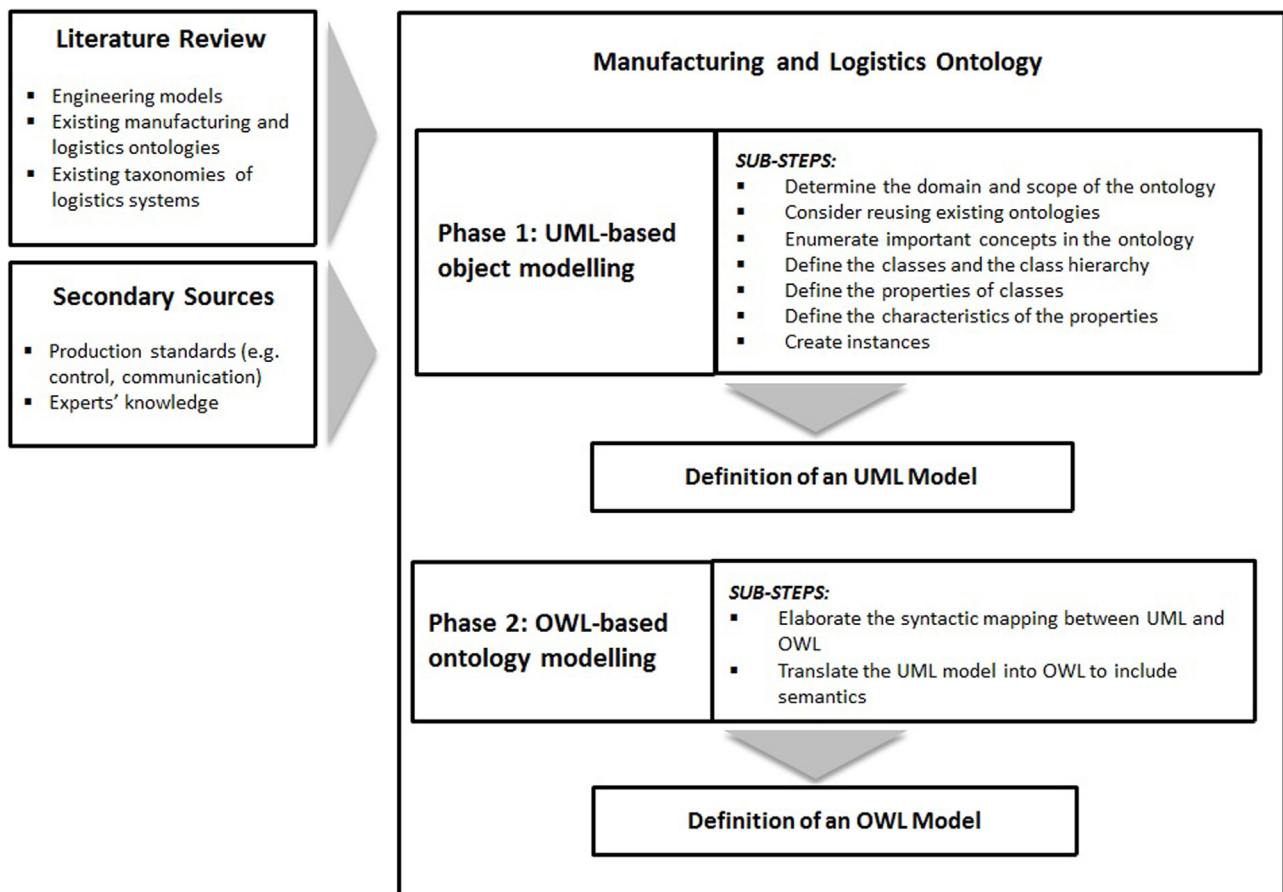 Literature Review
▪ Engineering models
▪ Existing manufacturing and
logistics ontologies
▪ Existing taxonomies of
logistics systems
Secondary Sources
▪ Production standards (e.g.
control, communication)
▪ Experts’ knowledge
Manufacturing and Logistics Ontology
Phase 1: UML-based
object modelling
SUB-STEPS:
▪ Determine the domain and scope of the ontology
▪ Consider reusing existing ontologies
▪ Enumerate important concepts in the ontology
▪ Define the classes and the class hierarchy
▪ Define the properties of classes
▪ Define the characteristics of the properties
▪ Create instances
Definition of an UML Model
Phase 2: OWL-based
ontology modelling
SUB-STEPS:
▪ Elaborate the syntactic mapping between UML and
OWL
▪ Translate the UML model into OWL to include
semantics
Definition of an OWL Model